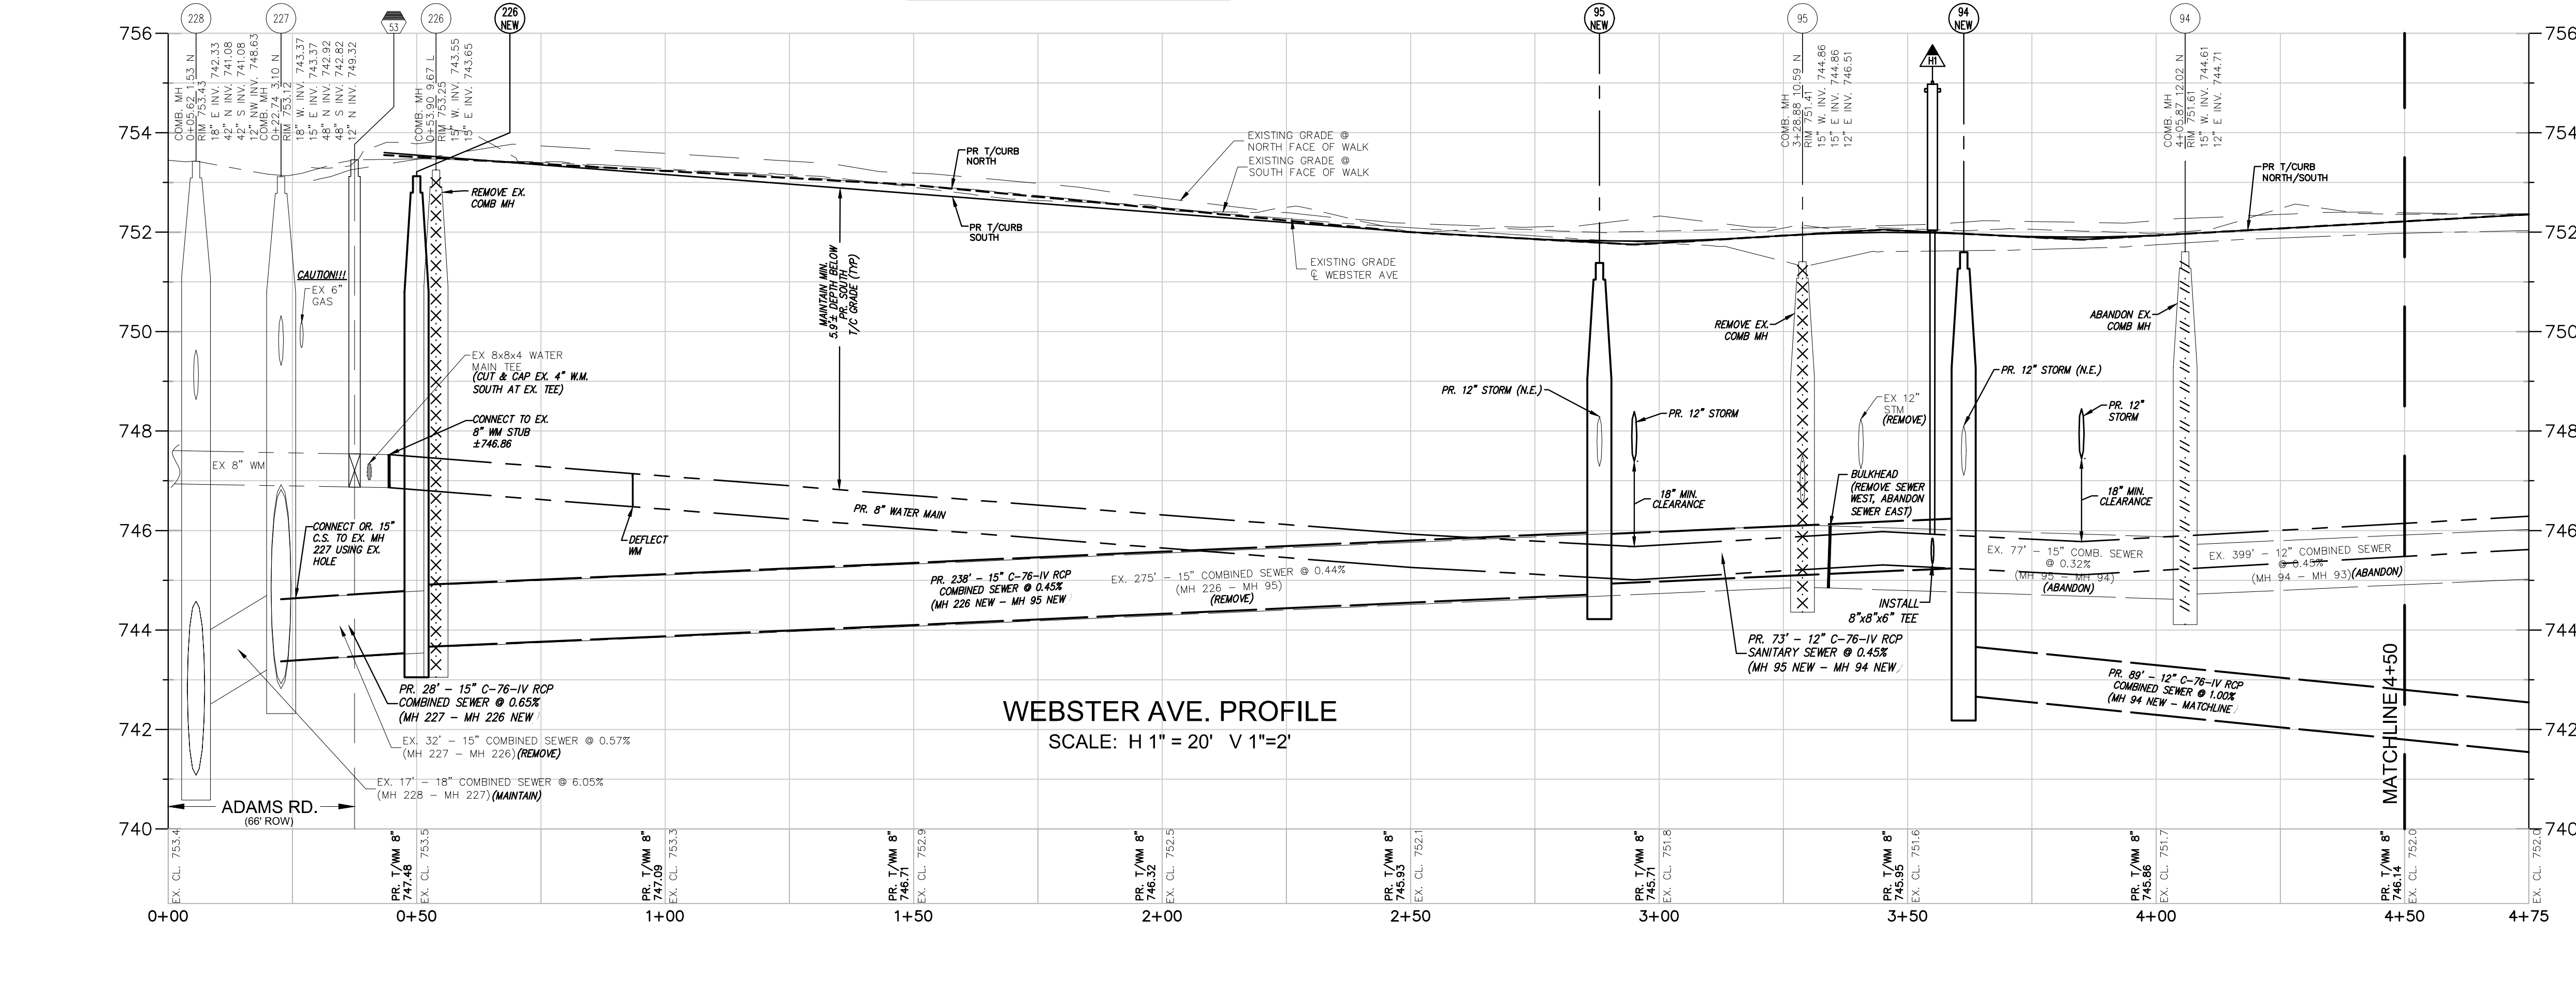 228
227
53
226
226
NEW
95
NEW
95
94
NEW
94
H1
756
754
752
750
748
746
744
742
740
756
754
752
750
748
746
744
742
740
COMB. MH
0+05.62 1.53 N
RIM 753.43
18" E INV. 742.33
42" N INV. 741.08
42" S INV. 741.08
12" NW INV. 748.63
COMB. MH
0+22.74 3.10 N
RIM 753.12
18" W. INV. 743.37
15" E INV. 743.37
48" N INV. 742.92
48" S INV. 742.82
12" N INV. 749.32
COMB. MH
0+53.90 9.67 L
RIM 753.25
15" W. INV. 743.55
15" E INV. 743.65
COMB. MH
3+28.88 10.59 N
RIM 751.41
15" W INV. 744.86
15" E INV. 744.86
12" E INV. 746.51
COMB. MH
4+05.87 12.02 N
RIM 751.61
15" W. INV. 744.61
12" E INV. 744.71
REMOVE EX.
COMB MH
CAUTION!!!
EX 6"
GAS
PR T/CURB
NORTH
PR T/CURB
SOUTH
EXISTING GRADE @
NORTH FACE OF WALK
EXISTING GRADE @
SOUTH FACE OF WALK
EXISTING GRADE
℄ WEBSTER AVE
PR T/CURB
NORTH/SOUTH
MAINTAIN MIN.
5.9'± DEPTH BELOW
PR. SOUTH
T/C GRADE (TYP)
EX 8x8x4 WATER
MAIN TEE
(CUT & CAP EX. 4" W.M.
SOUTH AT EX. TEE)
CONNECT TO EX.
8" WM STUB
±746.86
EX 8" WM
CONNECT OR. 15"
C.S. TO EX. MH
227 USING EX.
HOLE
DEFLECT
WM
PR. 8" WATER MAIN
PR. 238' - 15" C-76-IV RCP
COMBINED SEWER @ 0.45%
(MH 226 NEW - MH 95 NEW
EX. 275' - 15" COMBINED SEWER @ 0.44%
(MH 226 - MH 95)
(REMOVE)
PR. 12" STORM (N.E.)
PR. 12" STORM
18" MIN.
CLEARANCE
REMOVE EX.
COMB MH
EX 12"
STM
(REMOVE)
BULKHEAD
(REMOVE SEWER
WEST, ABANDON
SEWER EAST)
PR. 12" STORM (N.E.)
PR. 12"
STORM
18" MIN.
CLEARANCE
ABANDON EX.
COMB MH
EX. 77' - 15" COMB. SEWER
@ 0.32%
(MH 95 - MH 94)
(ABANDON)
EX. 399' - 12" COMBINED SEWER
@ 0.45%
(MH 94 - MH 93)(ABANDON)
INSTALL
8"x8"x6" TEE
PR. 73' - 12" C-76-IV RCP
SANITARY SEWER @ 0.45%
(MH 95 NEW - MH 94 NEW)
PR. 89' - 12" C-76-IV RCP
COMBINED SEWER @ 1.00%
(MH 94 NEW - MATCHLINE)
MATCHLINE 4+50
PR. 28' - 15" C-76-IV RCP
COMBINED SEWER @ 0.65%
(MH 227 - MH 226 NEW
EX. 32' - 15" COMBINED SEWER @ 0.57%
(MH 227 - MH 226)(REMOVE)
EX. 17' - 18" COMBINED SEWER @ 6.05%
(MH 228 - MH 227)(MAINTAIN)
ADAMS RD.
(66' ROW)
WEBSTER AVE. PROFILE
SCALE: H 1" = 20' V 1"=2'
EX. CL. 753.4
PR. T/WM 8"
747.48
EX. CL. 753.5
PR. T/WM 8"
747.09
EX. CL. 753.3
PR. T/WM 8"
746.71
EX. CL. 752.9
PR. T/WM 8"
746.32
EX. CL. 752.5
PR. T/WM 8"
745.93
EX. CL. 752.1
PR. T/WM 8"
745.71
EX. CL. 751.8
PR. T/WM 8"
745.95
EX. CL. 751.6
PR. T/WM 8"
745.86
EX. CL. 751.7
PR. T/WM 8"
746.14
EX. CL. 752.0
EX. CL. 752.0
0+00
0+50
1+00
1+50
2+00
2+50
3+00
3+50
4+00
4+50
4+75